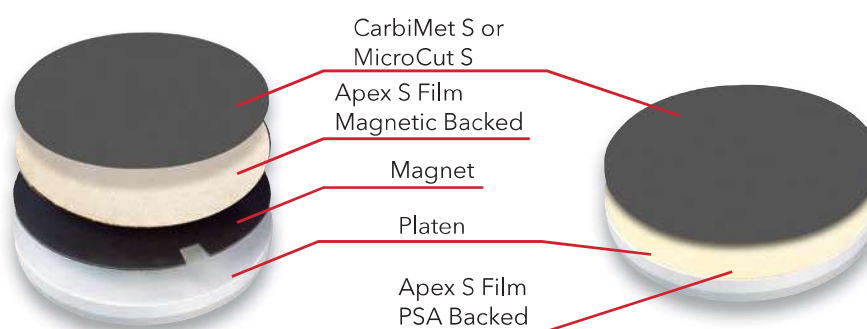 CarbiMet S or
MicroCut S
Apex S Film
Magnetic Backed
Magnet
Platen
Apex S Film
PSA Backed